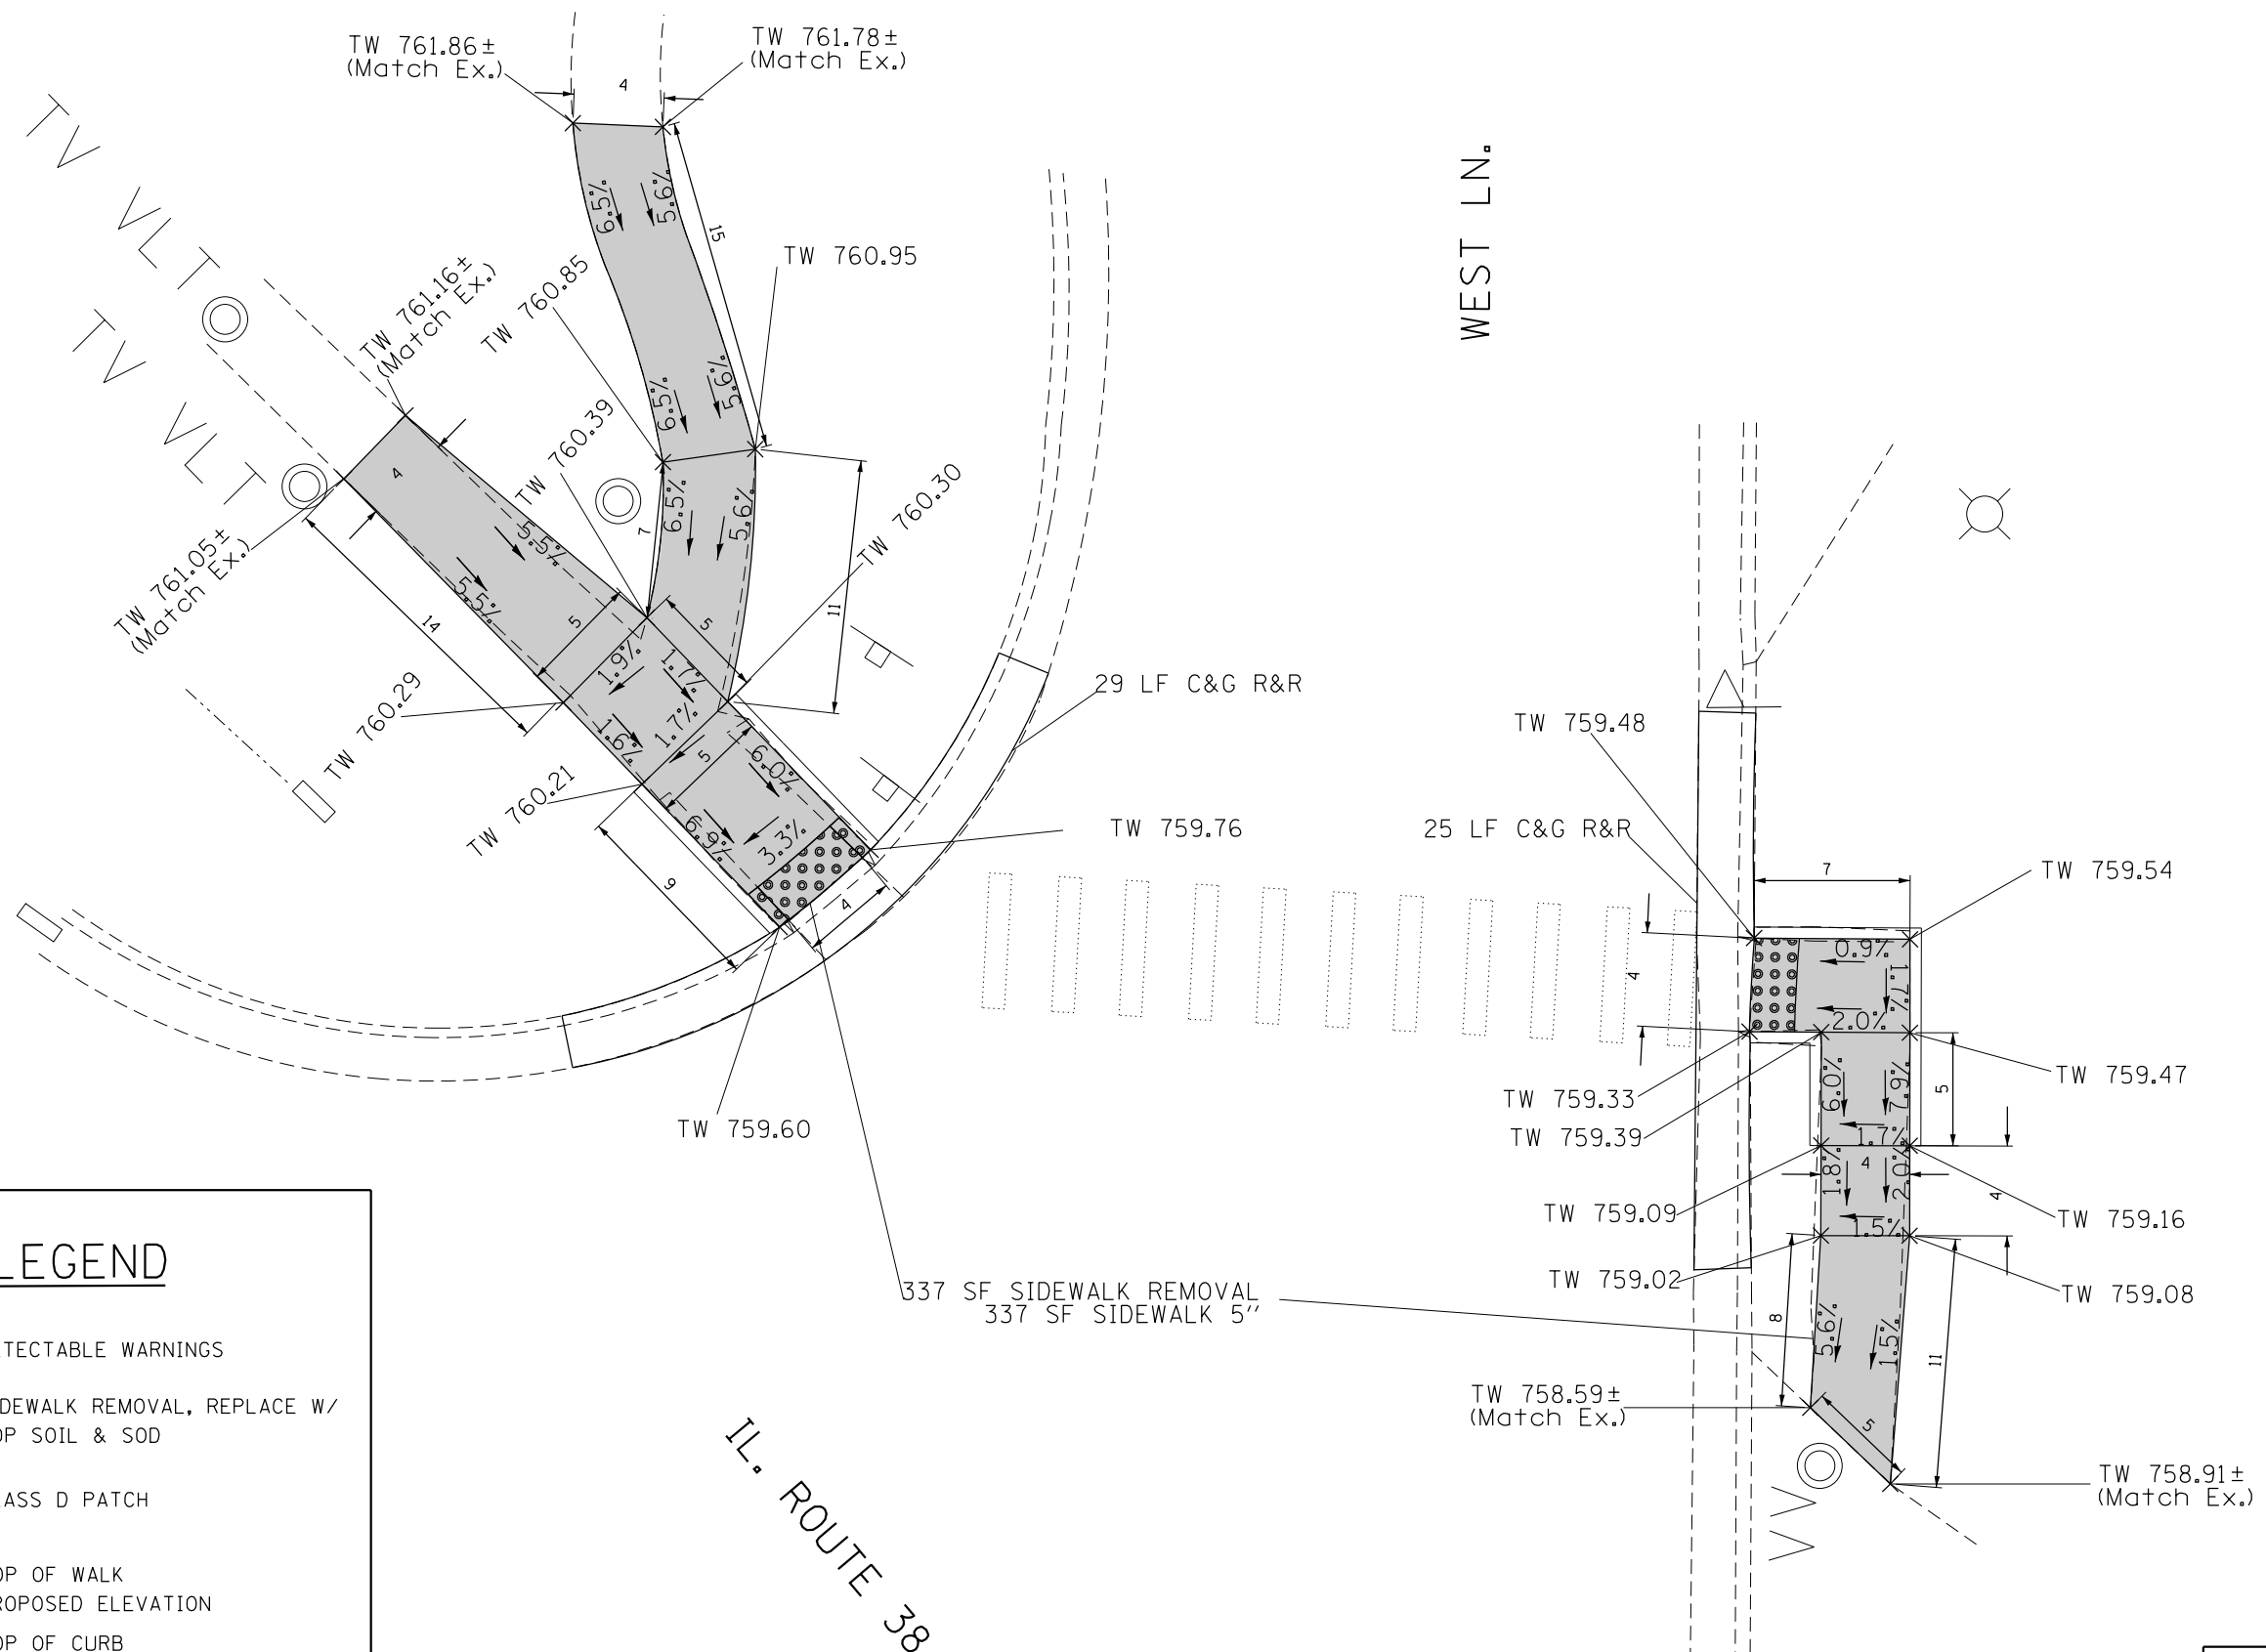 TW 761.86±
(Match Ex.)
TW 761.78±
(Match Ex.)
4
TV
VLT
TV
VLT
WEST LN.
6.5%
5.6%
15
TW 760.95
TW 761.16±
(Match Ex.)
TW 760.85
6.5%
5.6%
TW 760.39
4
TW 760.30
6.5%
5.6%
7
5.5%
5.5%
TW 761.05±
(Match Ex.)
14
5
5
11
1.9%
1.7%
29 LF C&G R&R
TW 760.29
1.6%
1.7%
5
6.0%
TW 760.21
6.9%
3.3%
TW 759.76
9
4
TW 759.60
TW 759.48
25 LF C&G R&R
7
TW 759.54
4
0.9%
1.7%
2.0%
TW 759.47
TW 759.33
TW 759.39
6.0%
7.9%
5
1.7%
4
1.8%
2.0%
4
TW 759.09
TW 759.16
1.5%
TW 759.02
TW 759.08
337 SF SIDEWALK REMOVAL
337 SF SIDEWALK 5"
8
5.6%
1.5%
11
TW 758.59±
(Match Ex.)
5
TW 758.91±
(Match Ex.)
IL. ROUTE 38
LEGEND
TECTABLE WARNINGS
DEWALK REMOVAL, REPLACE W/
OP SOIL & SOD
ASS D PATCH
OP OF WALK
ROPOSED ELEVATION
OP OF CURB